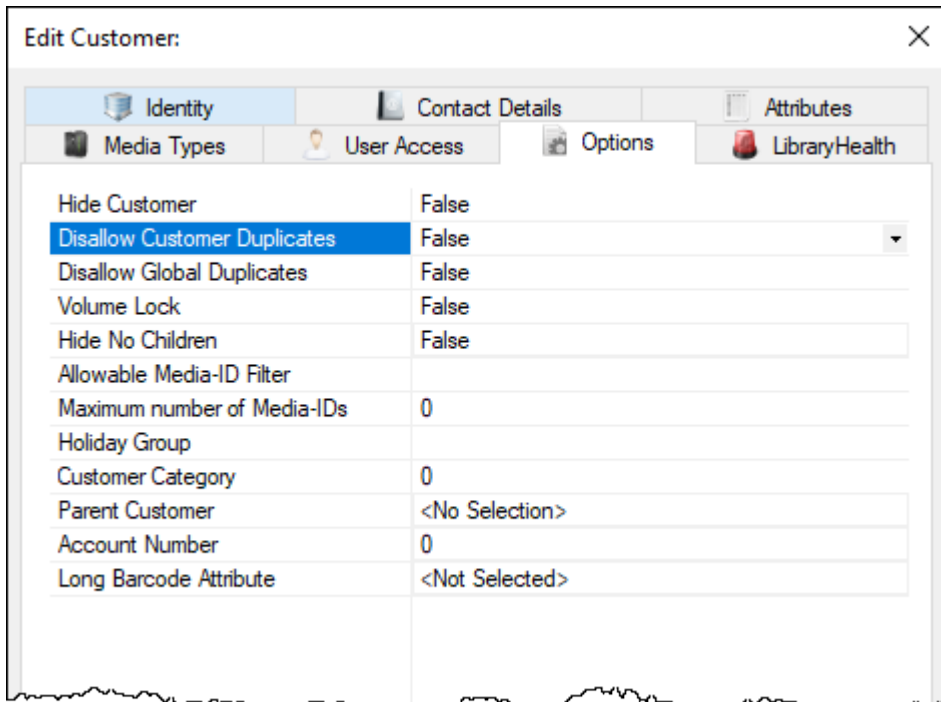 Edit Customer:
Identity Contact Details Attributes
Media Types User Access Options LibraryHealth
Hide Customer False
Disallow Customer Duplicates False
Disallow Global Duplicates False
Volume Lock False
Hide No Children False
Allowable Media-ID Filter
Maximum number of Media-IDs 0
Holiday Group
Customer Category 0
Parent Customer <No Selection>
Account Number 0
Long Barcode Attribute <Not Selected>